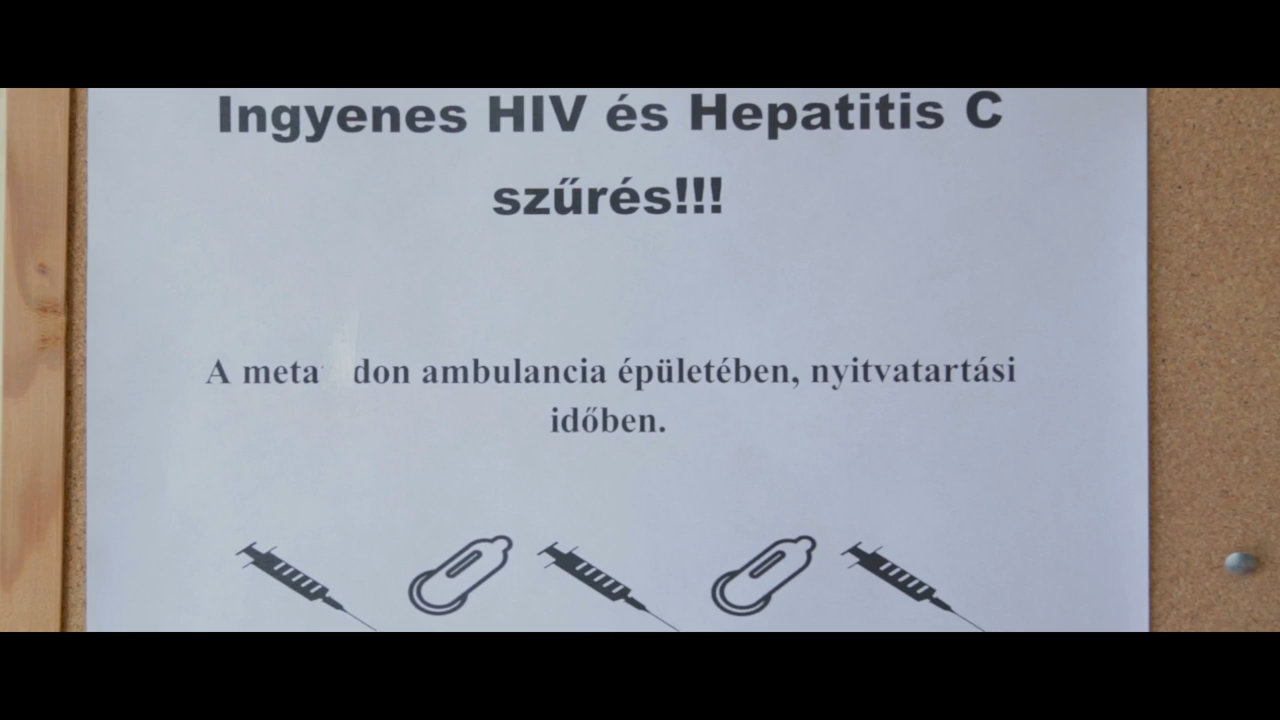 Ingyenes HIV és Hepatitis C
szűrés!!!
A meta don ambulancia épületében, nyitvatartási
időben.